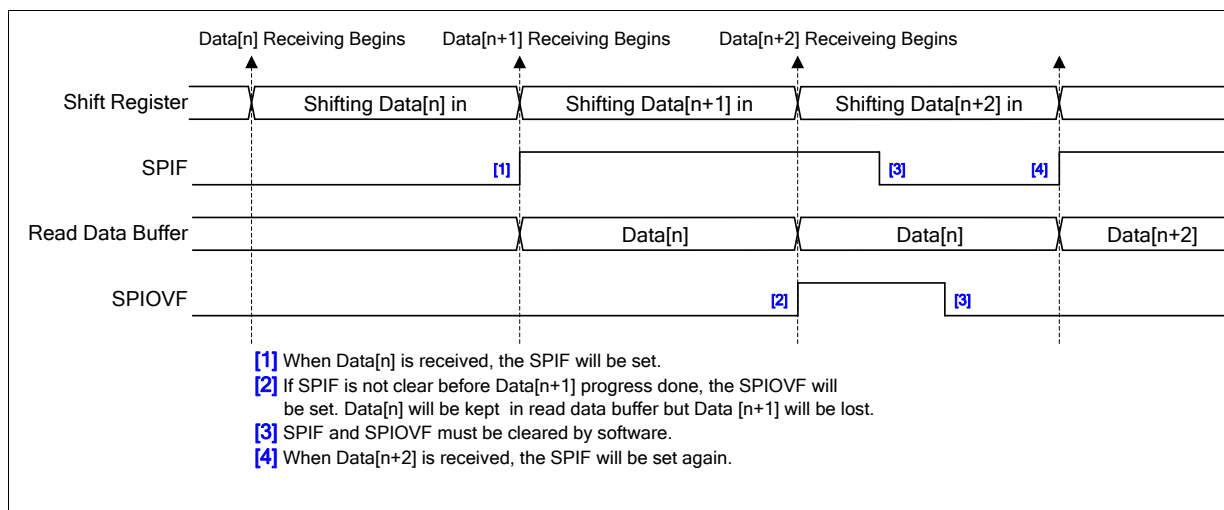 Data[n] Receiving Begins
Data[n+1] Receiving Begins
Data[n+2] Receiveing Begins
Shift Register
Shifting Data[n] in
Shifting Data[n+1] in
Shifting Data[n+2] in
SPIF
[1]
[3]
[4]
Read Data Buffer
Data[n]
Data[n]
Data[n+2]
SPIOVF
[2]
[3]
[1] When Data[n] is received, the SPIF will be set.
[2] If SPIF is not clear before Data[n+1] progress done, the SPIOVF will
be set. Data[n] will be kept in read data buffer but Data [n+1] will be lost.
[3] SPIF and SPIOVF must be cleared by software.
[4] When Data[n+2] is received, the SPIF will be set again.